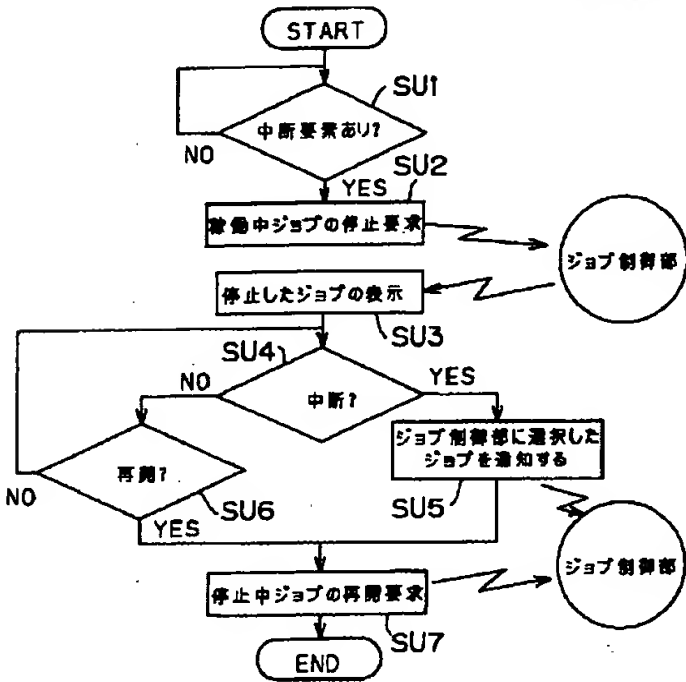 START
SU1
中断要素あり?
NO
SU2
YES
稼働中ジョブの停止要求
ジョブ制御部
停止したジョブの表示
SU3
SU4
NO
YES
中断?
ジョブ制御部に選択した
ジョブを通知する
再開?
NO
SU6
SU5
YES
ジョブ制御部
停止中ジョブの再開要求
SU7
END